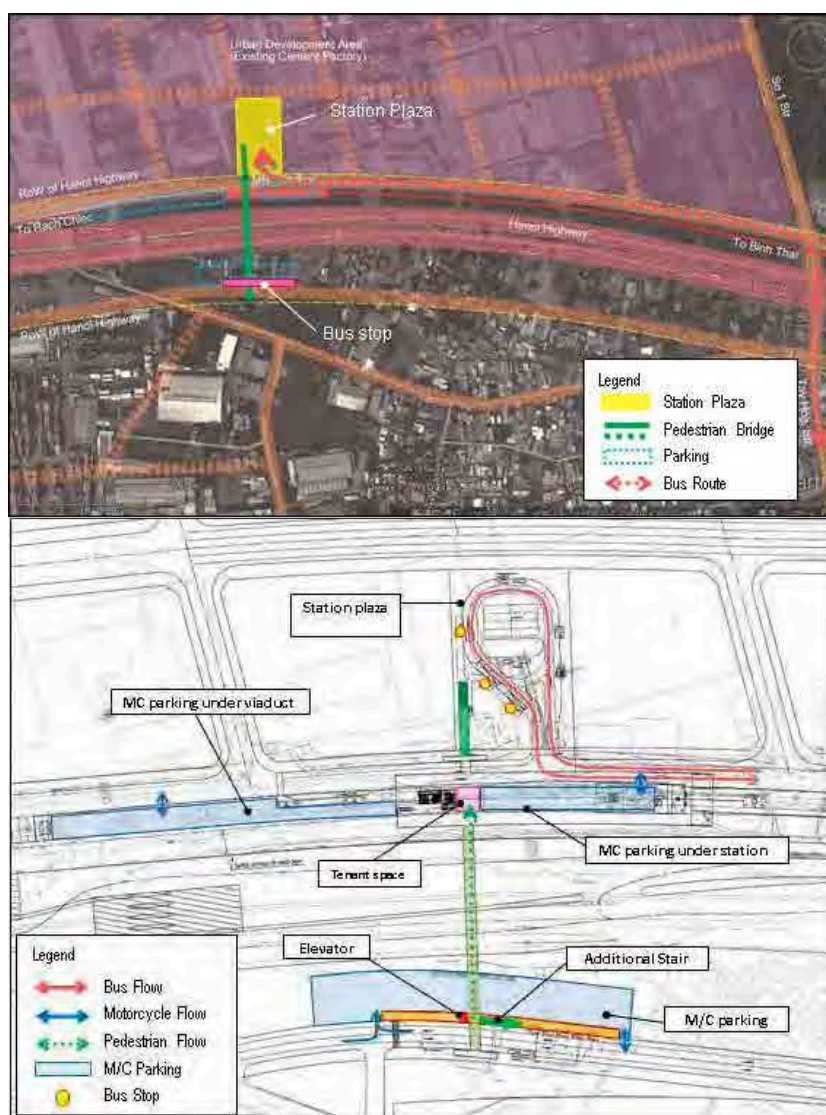 Urban Development Area
(Existing Cement Factory)
Station Plaza
RoW of Hanoi Highway
To Rach Chiec
Hanoi Highway
To Binh Thai
RoW of Hanoi Highway
Bus stop
Legend
Station Plaza
Pedestrian Bridge
Parking
Bus Route
Station plaza
MC parking under viaduct
MC parking under station
Tenant space
Elevator
Additional Stair
M/C parking
Legend
Bus Flow
Motorcycle Flow
Pedestrian Flow
M/C Parking
Bus Stop